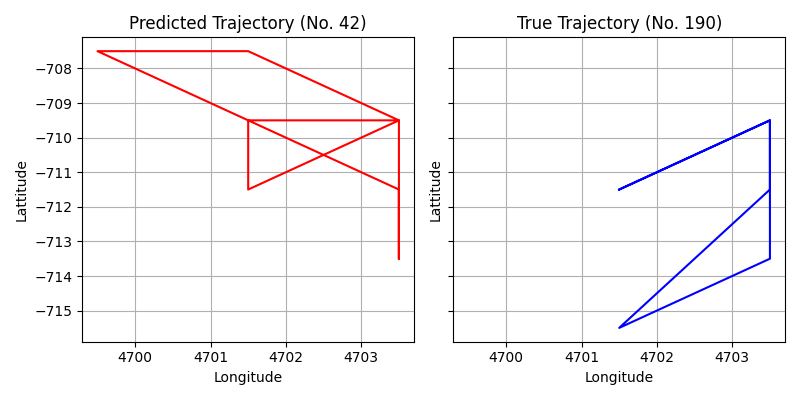 Predicted Trajectory (No. 42)
True Trajectory (No. 190)
Lattitude
−708
−709
−710
−711
−712
−713
−714
−715
4700
4701
4702
4703
Longitude
Lattitude
4700
4701
4702
4703
Longitude